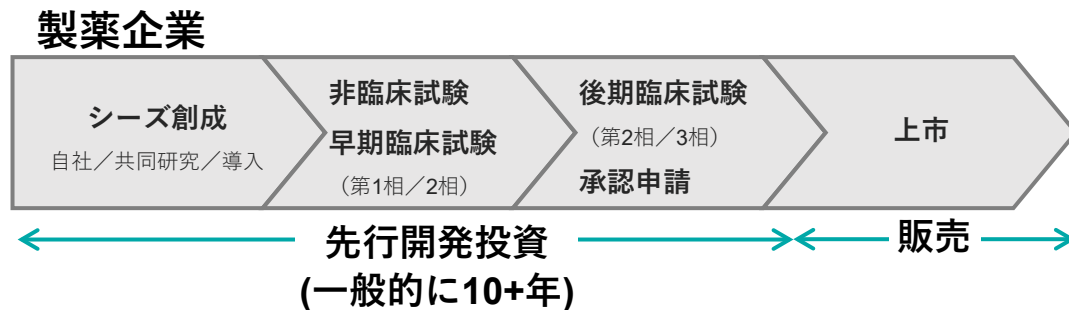 製薬企業
シーズ創成
自社／共同研究／導入
非臨床試験
早期臨床試験
（第1相／2相）
後期臨床試験
（第2相／3相）
承認申請
上市
先行開発投資
(一般的に10+年)
販売